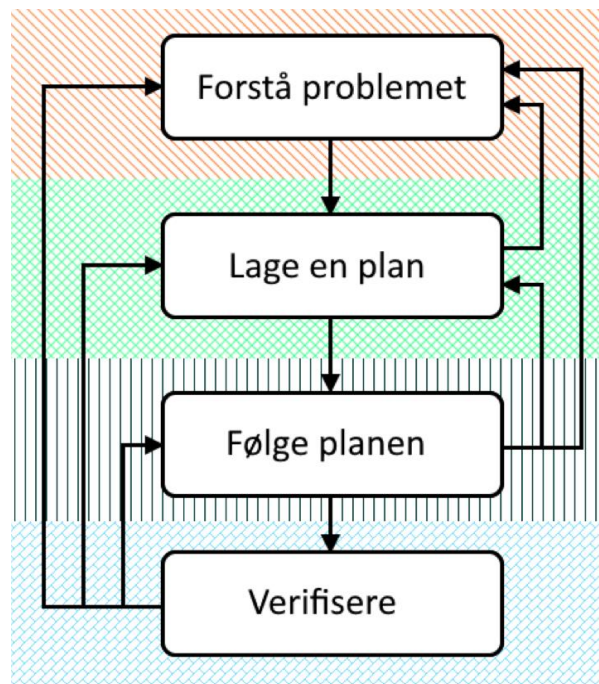 Forstå problemet
Lage en plan
Følge planen
Verifisere